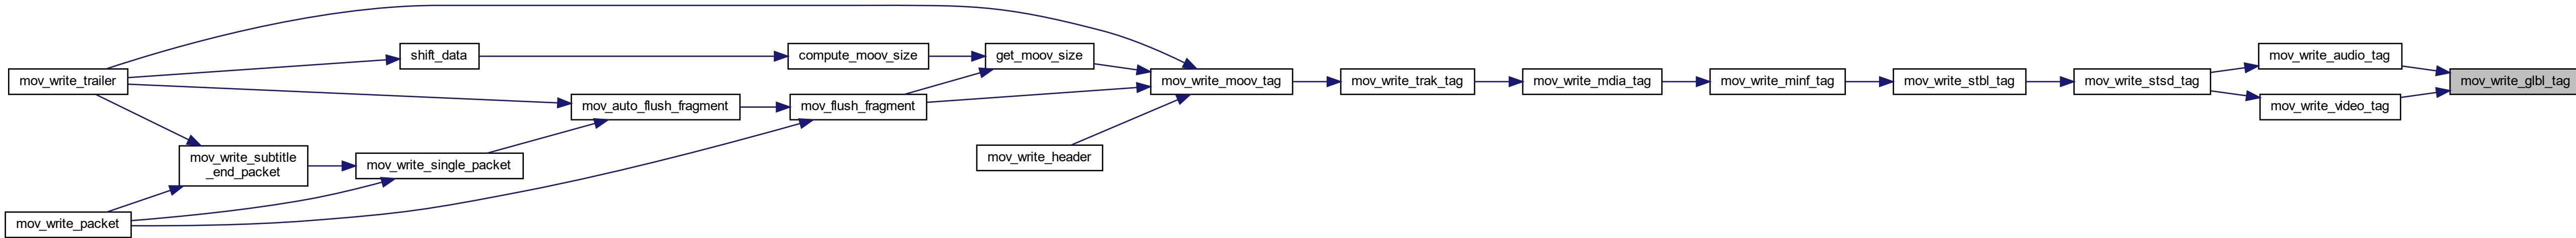 mov_write_trailer
shift_data
compute_moov_size
get_moov_size
mov_auto_flush_fragment
mov_flush_fragment
mov_write_moov_tag
mov_write_trak_tag
mov_write_mdia_tag
mov_write_minf_tag
mov_write_stbl_tag
mov_write_stsd_tag
mov_write_audio_tag
mov_write_video_tag
mov_write_glbl_tag
mov_write_subtitle
_end_packet
mov_write_single_packet
mov_write_header
mov_write_packet